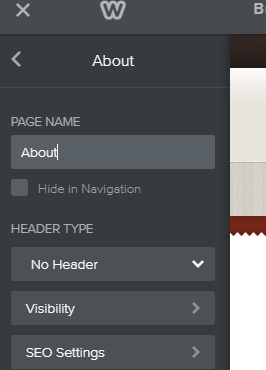 B
About
PAGE NAME
About
Hide in Navigation
HEADER TYPE
No Header
Visibility
SEO Settings